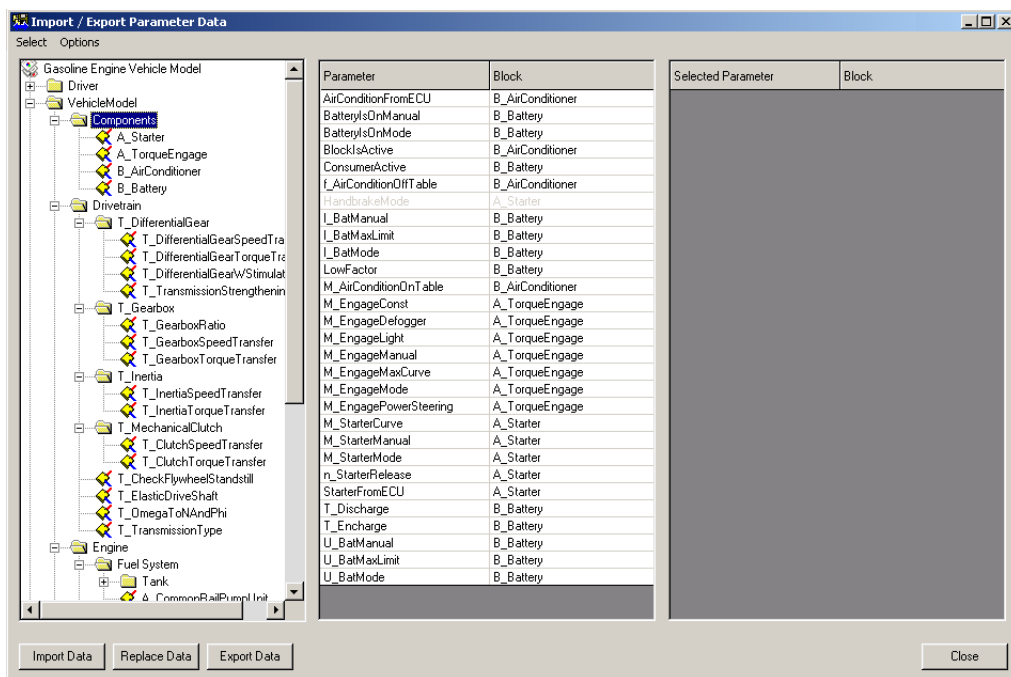 Import / Export Parameter Data
Select Options
Gasoline Engine Vehicle Model
Driver
VehicleModel
Components
A_Starter
A_TorqueEngage
B_AirConditioner
B_Battery
Drivetrain
T_DifferentialGear
T_DifferentialGearSpeedTra
T_DifferentialGearTorqueTra
T_DifferentialGearWStimulat
T_TransmissionStrengthenin
T_Gearbox
T_GearboxRatio
T_GearboxSpeedTransfer
T_GearboxTorqueTransfer
T_Inertia
T_InertiaSpeedTransfer
T_InertiaTorqueTransfer
T_MechanicalClutch
T_ClutchSpeedTransfer
T_ClutchTorqueTransfer
T_CheckFlywheelStandstill
T_ElasticDriveShaft
T_OmegaToNAndPhi
T_TransmissionType
Engine
Fuel System
Tank
A_CommonRailPumpUnit
Parameter Block
AirConditionFromECU B_AirConditioner
BatteryIsOnManual B_Battery
BatteryIsOnMode B_Battery
BlockIsActive B_AirConditioner
ConsumerActive B_Battery
f_AirConditionOffTable B_AirConditioner
HandbrakeMode A_Starter
I_BatManual B_Battery
I_BatMaxLimit B_Battery
I_BatMode B_Battery
LowFactor B_Battery
M_AirConditionOnTable B_AirConditioner
M_EngageConst A_TorqueEngage
M_EngageDefogger A_TorqueEngage
M_EngageLight A_TorqueEngage
M_EngageManual A_TorqueEngage
M_EngageMaxCurve A_TorqueEngage
M_EngageMode A_TorqueEngage
M_EngagePowerSteering A_TorqueEngage
M_StarterCurve A_Starter
M_StarterManual A_Starter
M_StarterMode A_Starter
n_StarterRelease A_Starter
StarterFromECU A_Starter
T_Discharge B_Battery
T_Encharge B_Battery
U_BatManual B_Battery
U_BatMaxLimit B_Battery
U_BatMode B_Battery
Selected Parameter Block
Import Data Replace Data Export Data Close